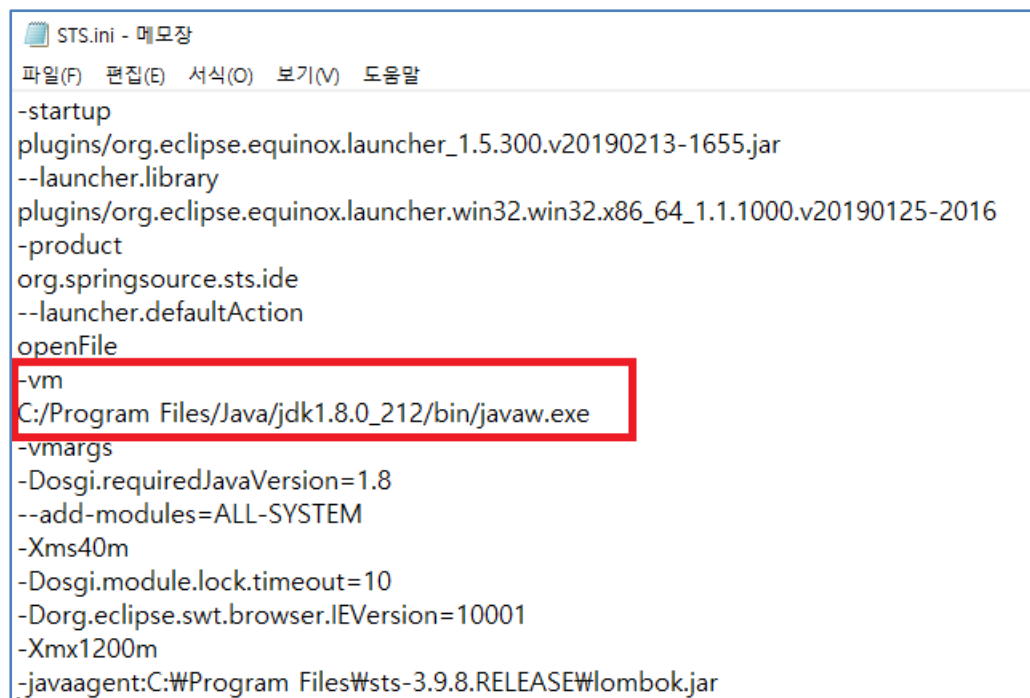 STS.ini - 메모장
파일(F) 편집(E) 서식(O) 보기(V) 도움말
-startup
plugins/org.eclipse.equinox.launcher_1.5.300.v20190213-1655.jar
--launcher.library
plugins/org.eclipse.equinox.launcher.win32.win32.x86_64_1.1.1000.v20190125-2016
-product
org.springsource.sts.ide
--launcher.defaultAction
openFile
-vm
C:/Program Files/Java/jdk1.8.0_212/bin/javaw.exe
-vmargs
-Dosgi.requiredJavaVersion=1.8
--add-modules=ALL-SYSTEM
-Xms40m
-Dosgi.module.lock.timeout=10
-Dorg.eclipse.swt.browser.IEVersion=10001
-Xmx1200m
-javaagent:C:₩Program Files₩sts-3.9.8.RELEASE₩lombok.jar